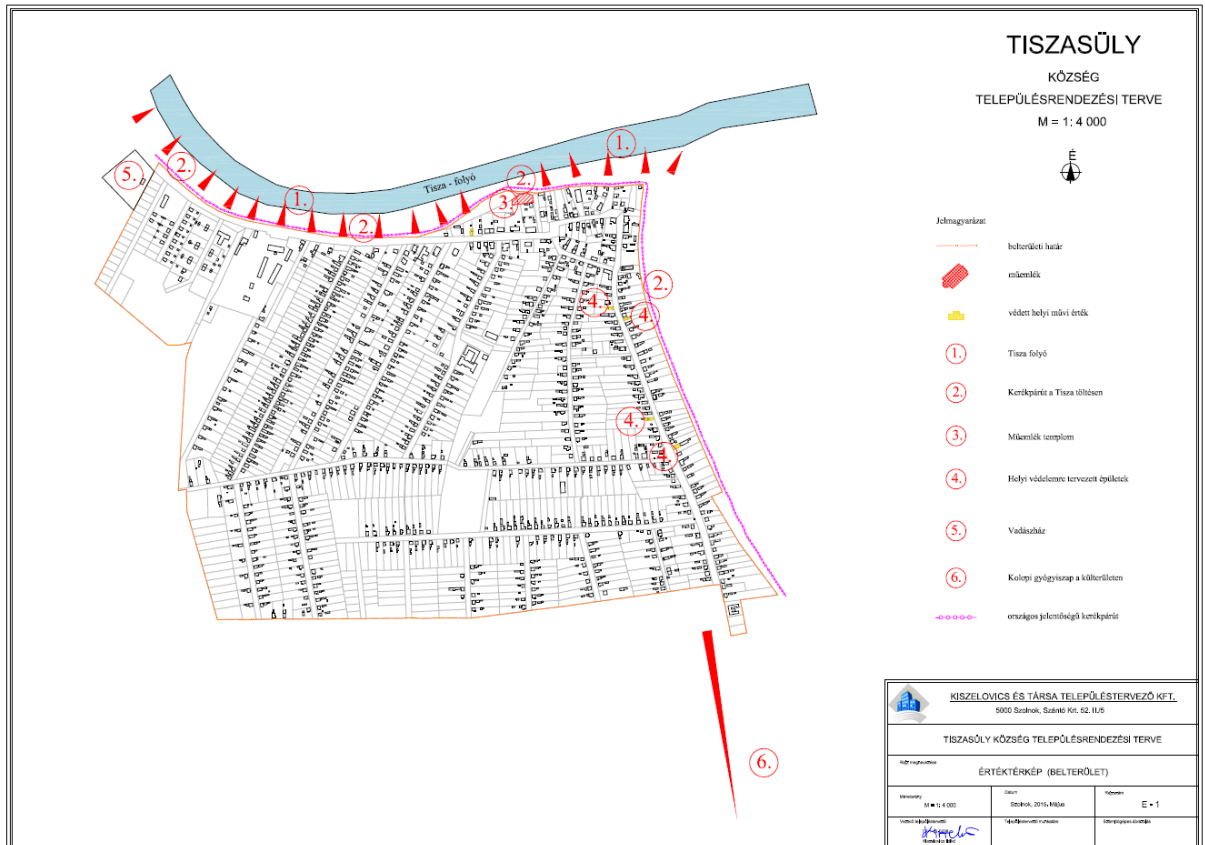 TISZASÜLY
KÖZSÉG
TELEPÜLÉSRENDEZÉSI TERVE
M = 1: 4 000
É
Jelmagyarázat
belterületi határ
műemlék
védett helyi művi érték
1. Tisza folyó
2. Kerékpárút a Tisza töltésen
3. Műemlék templom
4. Helyi védelemre tervezett épületek
5. Vadászház
6. Kolopi gyógyiszap a külterületen
országos jelentőségű kerékpárút
Tisza - folyó
1.
2.
5.
2.
1.
2.
3.
2.
4.
4.
4.
4.
6.
KISZELOVICS ÉS TÁRSA TELEPÜLÉSTERVEZŐ KFT.
5000 Szolnok, Szántó Krt. 52. II./5
TISZASÜLY KÖZSÉG TELEPÜLÉSRENDEZÉSI TERVE
ÉRTÉKTÉRKÉP (BELTERÜLET)
M = 1: 4 000
Dátum
Szolnok, 2015. Május
E - 1